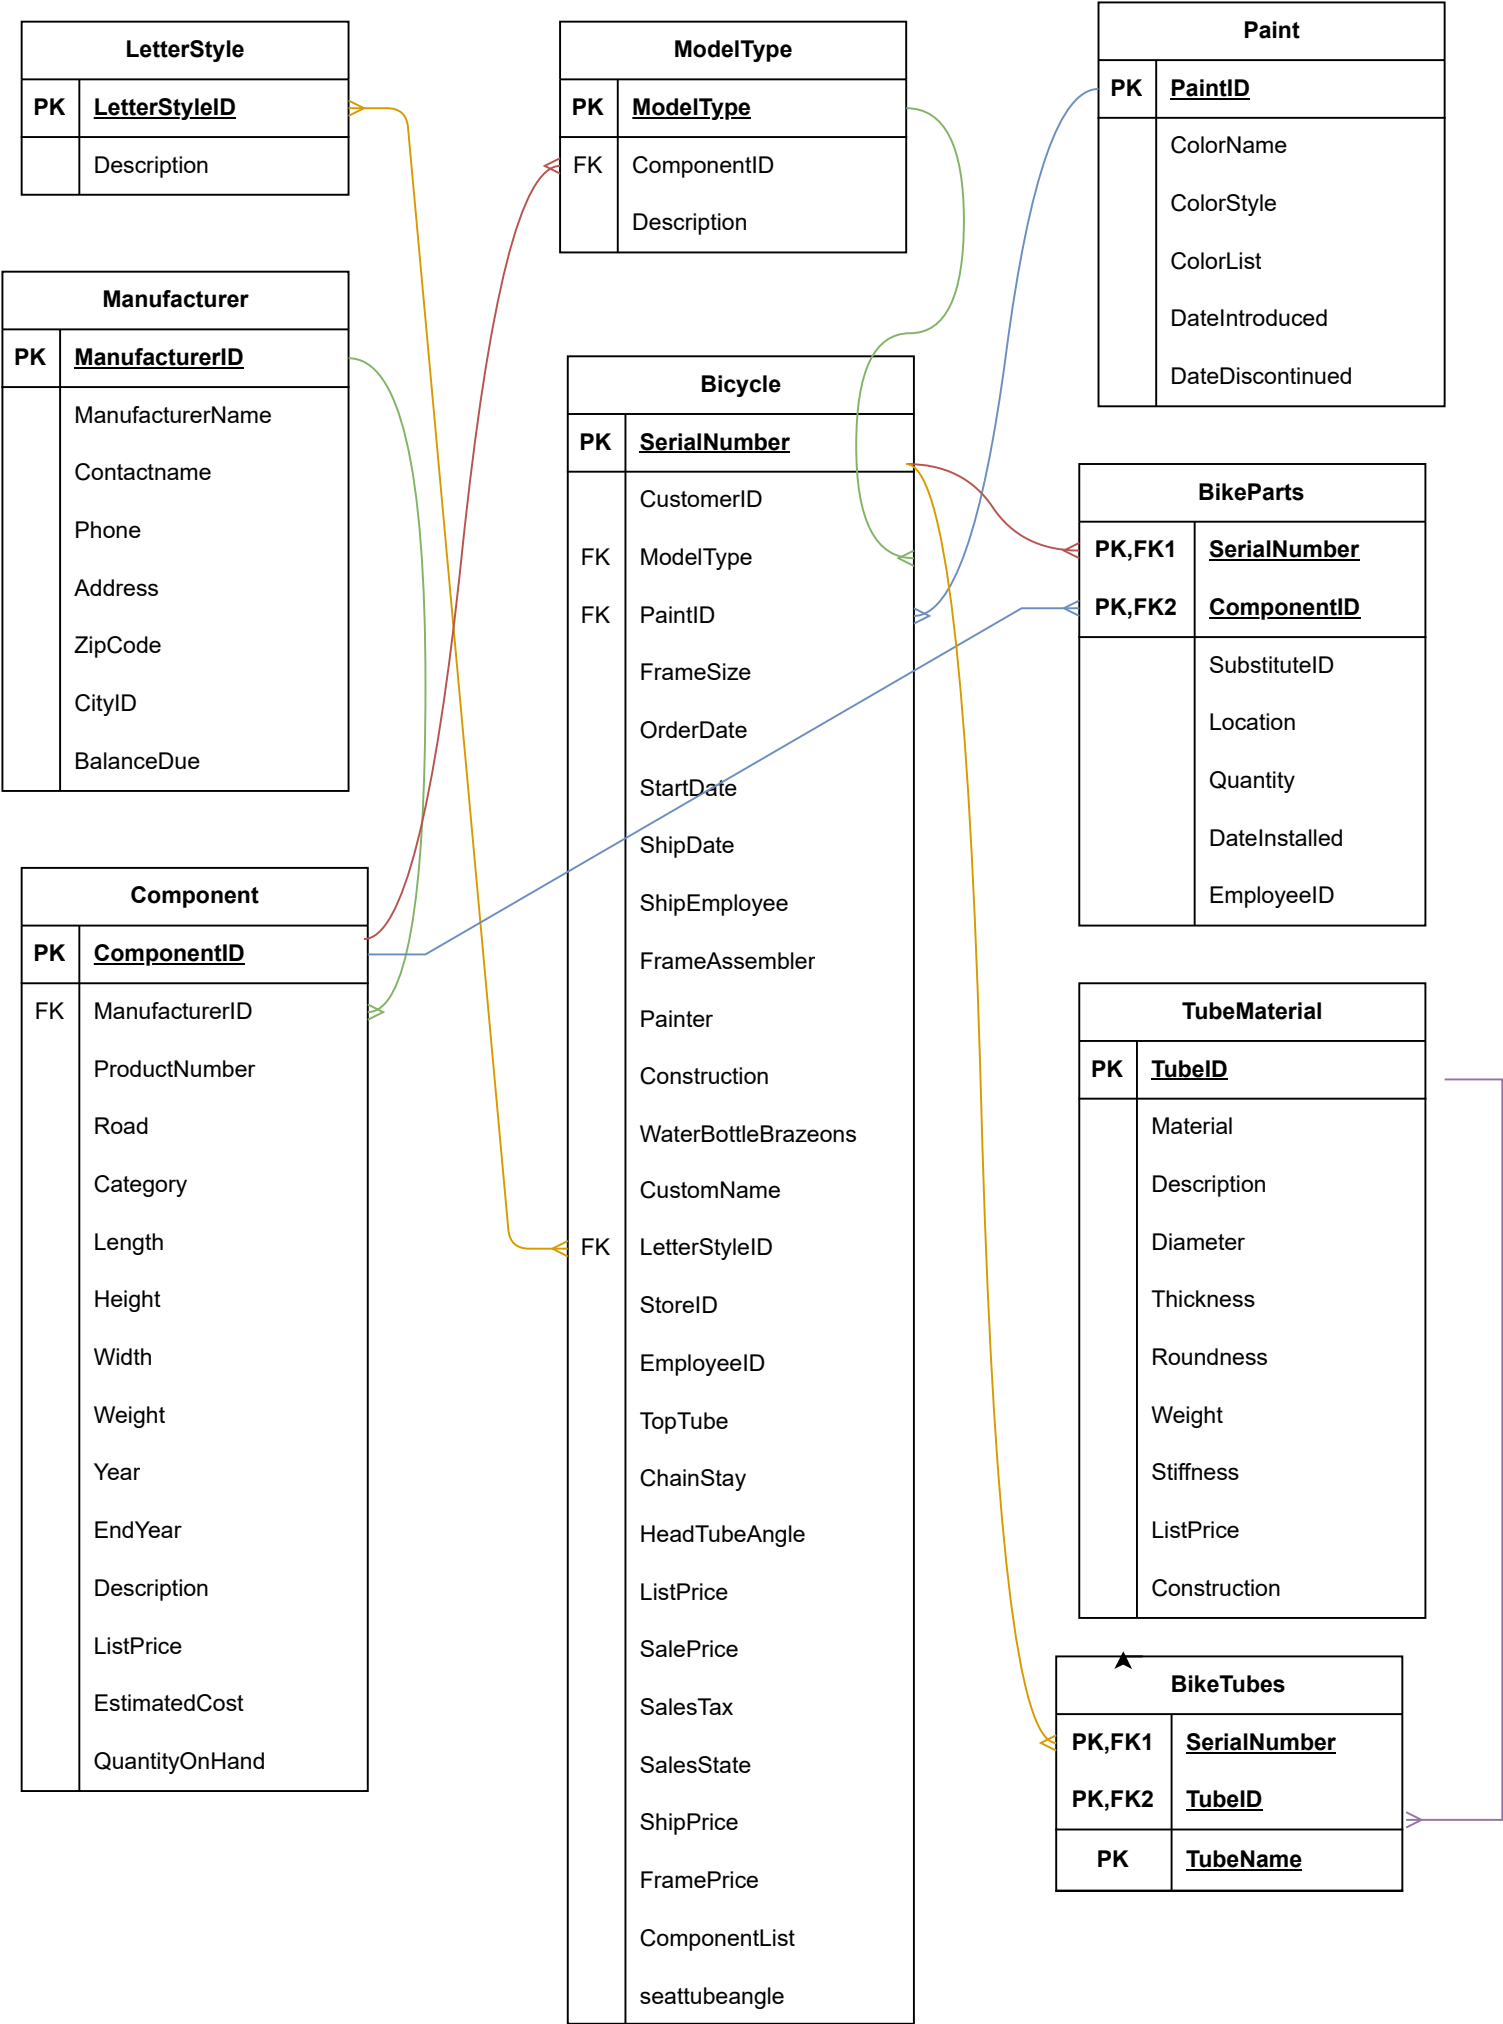 LetterStyle
PK LetterStyleID
Description
ModelType
PK ModelType
FK ComponentID
Description
Paint
PK PaintID
ColorName
ColorStyle
ColorList
DateIntroduced
DateDiscontinued
Manufacturer
PK ManufacturerID
ManufacturerName
Contactname
Phone
Address
ZipCode
CityID
BalanceDue
Bicycle
PK SerialNumber
CustomerID
FK ModelType
FK PaintID
FrameSize
OrderDate
StartDate
ShipDate
ShipEmployee
FrameAssembler
Painter
Construction
WaterBottleBrazeons
CustomName
FK LetterStyleID
StoreID
EmployeeID
TopTube
ChainStay
HeadTubeAngle
ListPrice
SalePrice
SalesTax
SalesState
ShipPrice
FramePrice
ComponentList
seattubeangle
BikeParts
PK,FK1 SerialNumber
PK,FK2 ComponentID
SubstituteID
Location
Quantity
DateInstalled
EmployeeID
Component
PK ComponentID
FK ManufacturerID
ProductNumber
Road
Category
Length
Height
Width
Weight
Year
EndYear
Description
ListPrice
EstimatedCost
QuantityOnHand
TubeMaterial
PK TubeID
Material
Description
Diameter
Thickness
Roundness
Weight
Stiffness
ListPrice
Construction
BikeTubes
PK,FK1 SerialNumber
PK,FK2 TubeID
PK TubeName